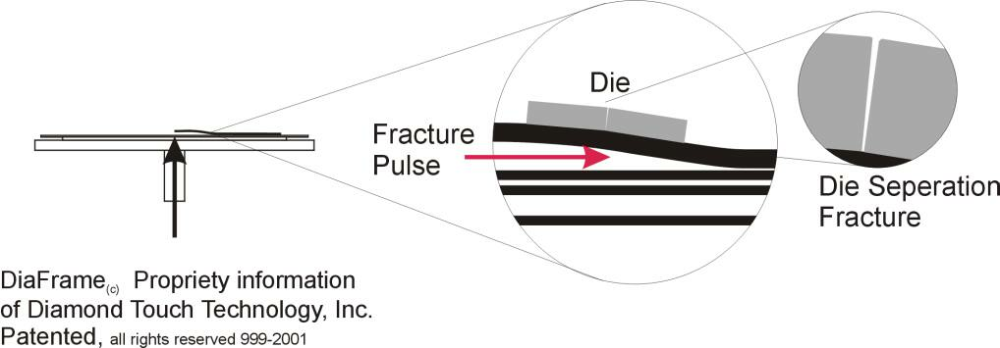 Die
Fracture
Pulse
Die Seperation
Fracture
DiaFrame(c) Propriety information
of Diamond Touch Technology, Inc.
Patented, all rights reserved 999-2001